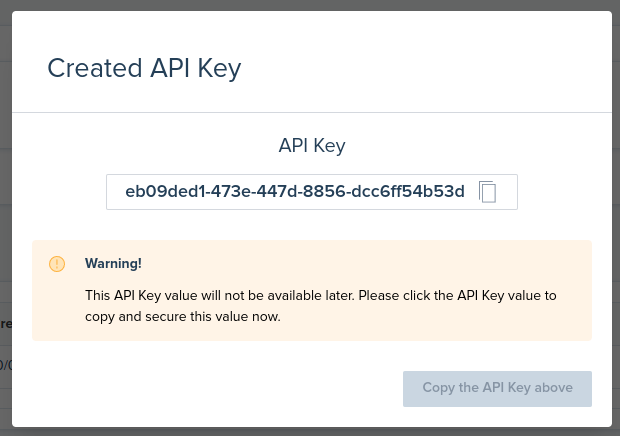 Created API Key
API Key
eb09ded1-473e-447d-8856-dcc6ff54b53d
Warning!
This API Key value will not be available later. Please click the API Key value to
copy and secure this value now.
Copy the API Key above